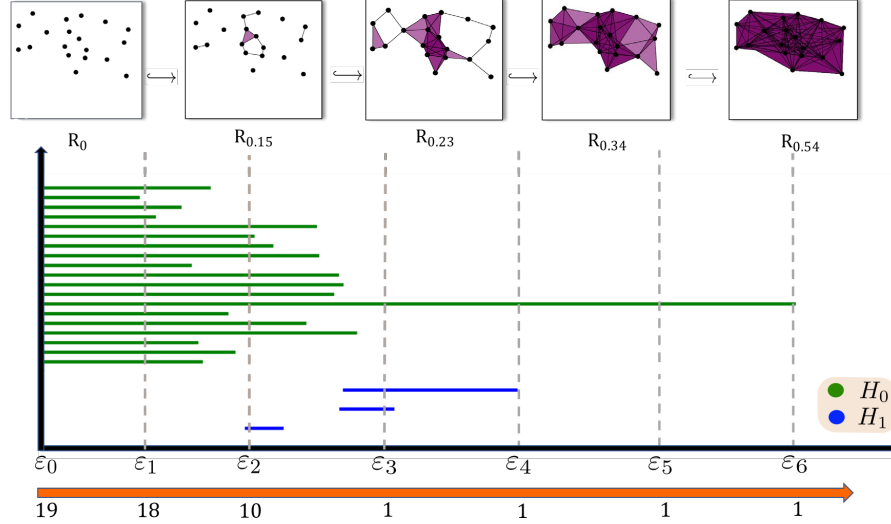 R₀ R₀.₁₅ R₀.₂₃ R₀.₃₄ R₀.₅₄
H₀
H₁
ε₀ ε₁ ε₂ ε₃ ε₄ ε₅ ε₆
19 18 10 1 1 1 1